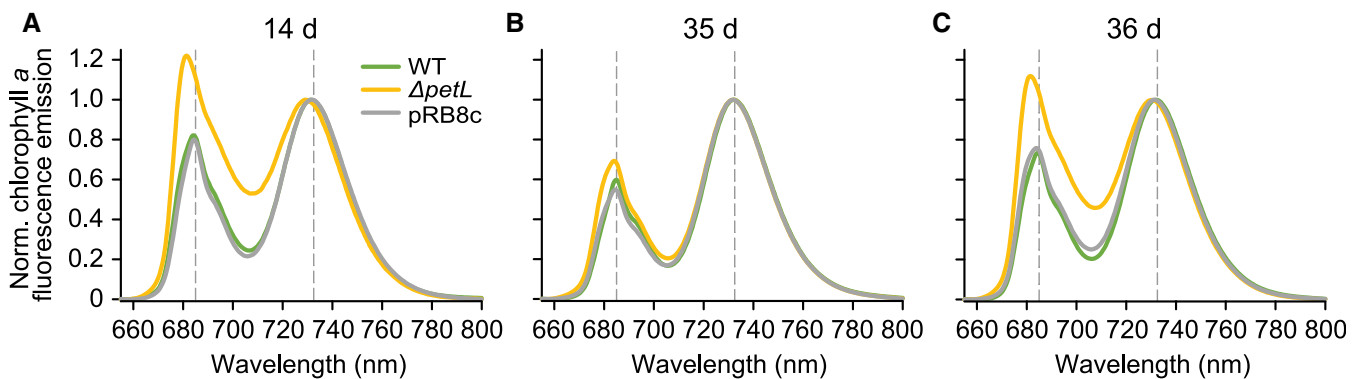 A
14 d
B
35 d
C
36 d
Norm. chlorophyll a
fluorescence emission
1.2
1.0
0.8
0.6
0.4
0.2
0
WT
ΔpetL
pRB8c
660 680 700 720 740 760 780 800
660 680 700 720 740 760 780 800
660 680 700 720 740 760 780 800
Wavelength (nm)
Wavelength (nm)
Wavelength (nm)